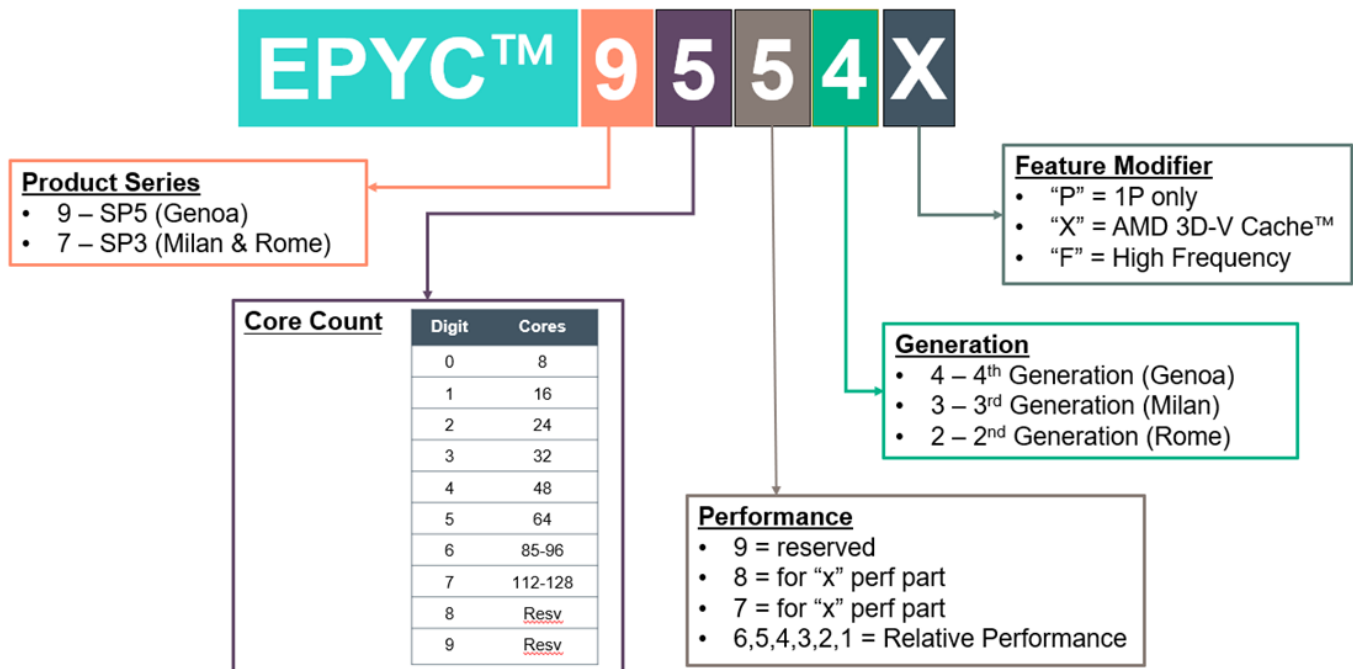 EPYC™ 9 5 5 4 X
Product Series
• 9 – SP5 (Genoa)
• 7 – SP3 (Milan & Rome)
Feature Modifier
• “P” = 1P only
• “X” = AMD 3D-V Cache™
• “F” = High Frequency
Core Count
Digit Cores
0 8
1 16
2 24
3 32
4 48
5 64
6 85-96
7 112-128
8 Resv
9 Resv
Generation
• 4 – 4th Generation (Genoa)
• 3 – 3rd Generation (Milan)
• 2 – 2nd Generation (Rome)
Performance
• 9 = reserved
• 8 = for “x” perf part
• 7 = for “x” perf part
• 6,5,4,3,2,1 = Relative Performance